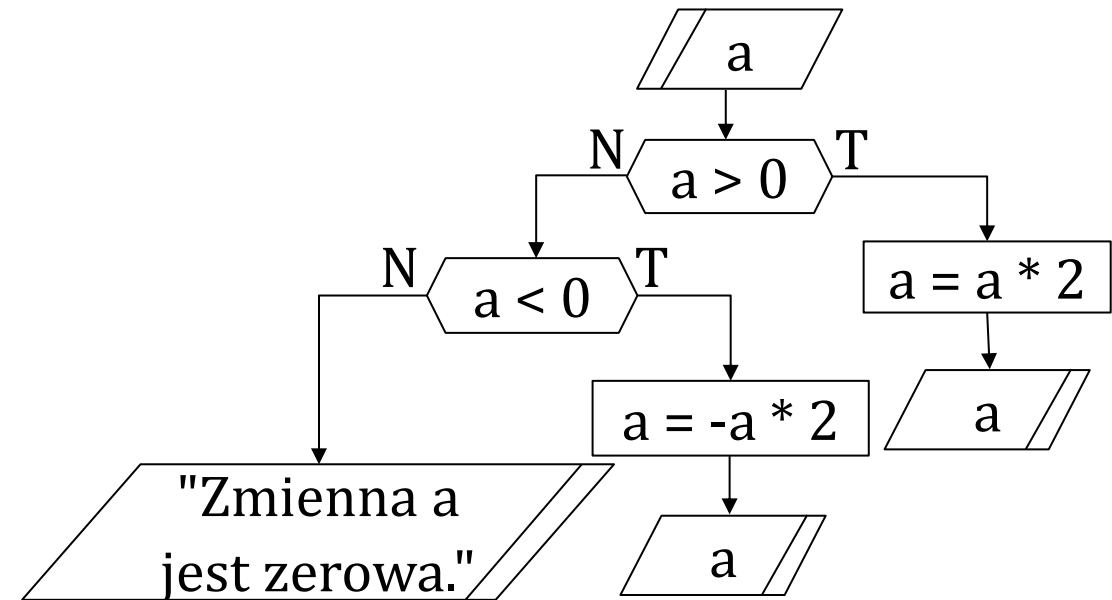 a
N
a > 0
T
N
a < 0
T
a = a * 2
a = -a * 2
a
"Zmienna a
jest zerowa."
a